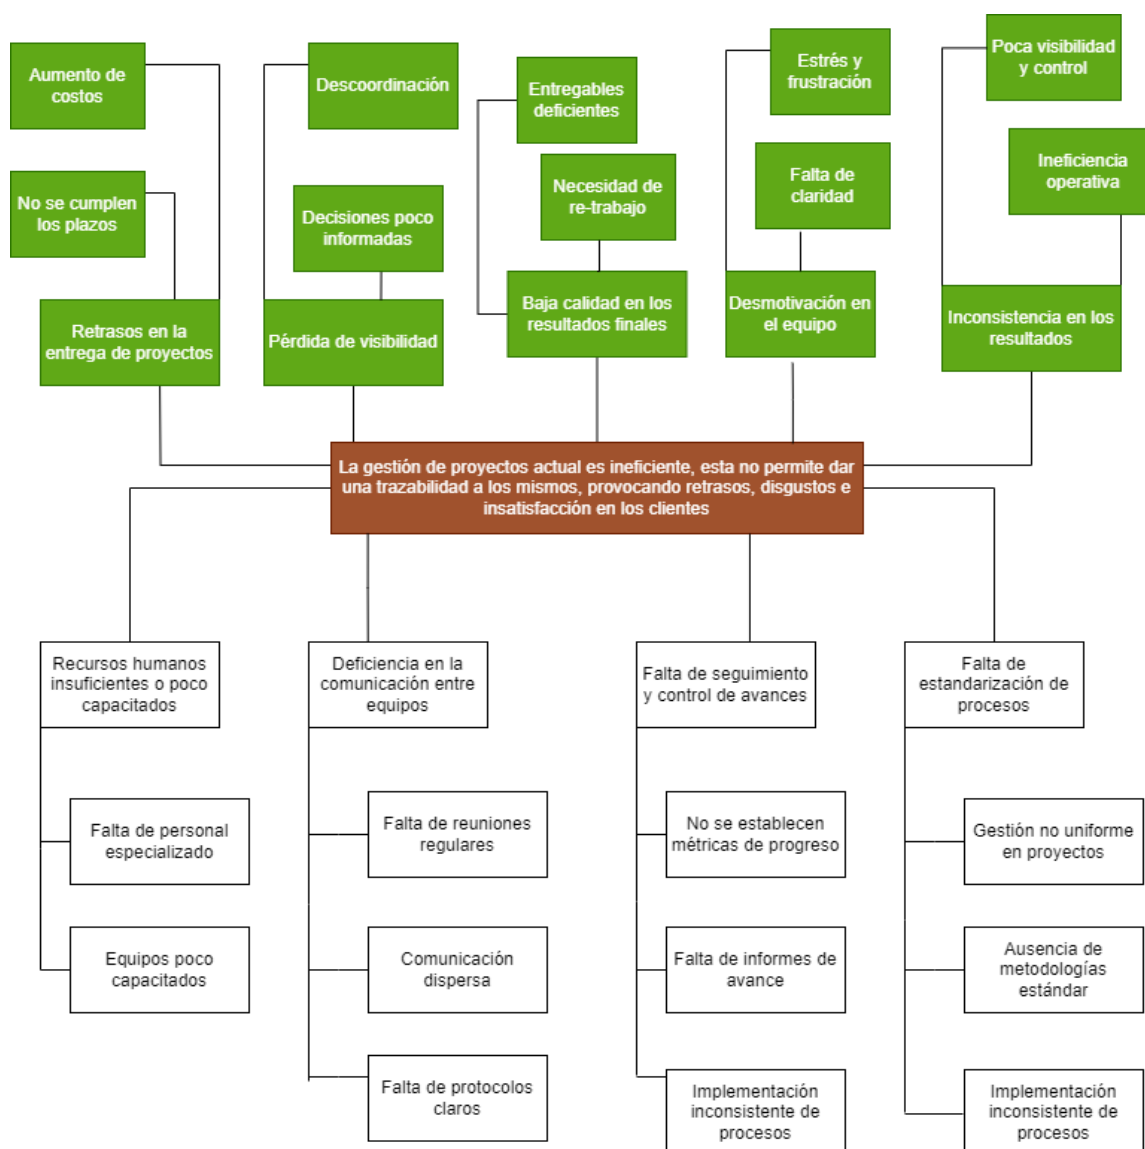 Aumento de
costos
Descoordinación
Entregables
deficientes
Estrés y
frustración
Poca visibilidad
y control
No se cumplen
los plazos
Decisiones poco
informadas
Necesidad de
re-trabajo
Falta de
claridad
Ineficiencia
operativa
Retrasos en la
entrega de proyectos
Pérdida de visibilidad
Baja calidad en los
resultados finales
Desmotivación en
el equipo
Inconsistencia en los
resultados
La gestión de proyectos actual es ineficiente, esta no permite dar
una trazabilidad a los mismos, provocando retrasos, disgustos e
insatisfacción en los clientes
Recursos humanos
insuficientes o poco
capacitados
Deficiencia en la
comunicación entre
equipos
Falta de seguimiento
y control de avances
Falta de
estandarización de
procesos
Falta de personal
especializado
Falta de reuniones
regulares
No se establecen
métricas de progreso
Gestión no uniforme
en proyectos
Equipos poco
capacitados
Comunicación
dispersa
Falta de informes de
avance
Ausencia de
metodologías
estándar
Falta de protocolos
claros
Implementación
inconsistente de
procesos
Implementación
inconsistente de
procesos